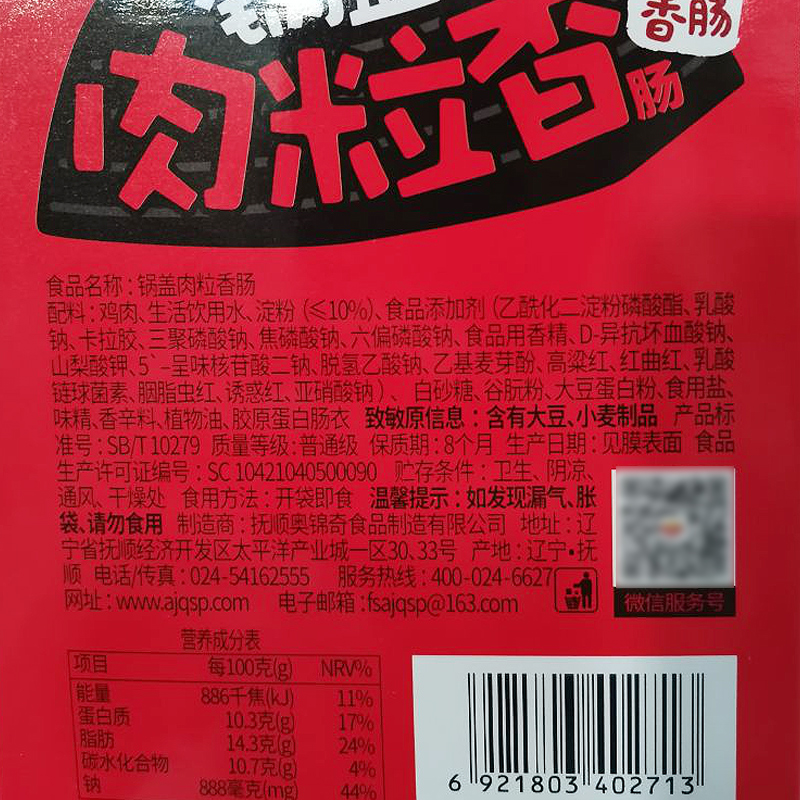 香肠
肉粒香肠
食品名称：锅盖肉粒香肠
配料：鸡肉、生活饮用水、淀粉（≤10%）、食品添加剂（乙酰化二淀粉磷酸酯、乳酸
钠、卡拉胶、三聚磷酸钠、焦磷酸钠、六偏磷酸钠、食品用香精、D-异抗坏血酸钠、
山梨酸钾、5`-呈味核苷酸二钠、脱氢乙酸钠、乙基麦芽酚、高粱红、红曲红、乳酸
链球菌素、胭脂虫红、诱惑红、亚硝酸钠）、白砂糖、谷朊粉、大豆蛋白粉、食用盐、
味精、香辛料、植物油、胶原蛋白肠衣 致敏原信息：含有大豆、小麦制品 产品标
准号：SB/T 10279 质量等级：普通级 保质期：8个月 生产日期：见膜表面 食品
生产许可证编号：SC 10421040500090 贮存条件：卫生、阴凉、
通风、干燥处 食用方法：开袋即食 温馨提示：如发现漏气、胀
袋、请勿食用 制造商：抚顺奥锦奇食品制造有限公司 地址：辽
宁省抚顺经济开发区太平洋产业城一区30、33号 产地：辽宁•抚
顺 电话/传真：024-54162555 服务热线：400-024-6627
网址：www.ajqsp.com 电子邮箱：fsajqsp@163.com
微信服务号
营养成分表
项目 每100克(g) NRV%
能量 886千焦(kJ) 11%
蛋白质 10.3克(g) 17%
脂肪 14.3克(g) 24%
碳水化合物 10.7克(g) 4%
钠 888毫克(mg) 44%
6 921803 402713